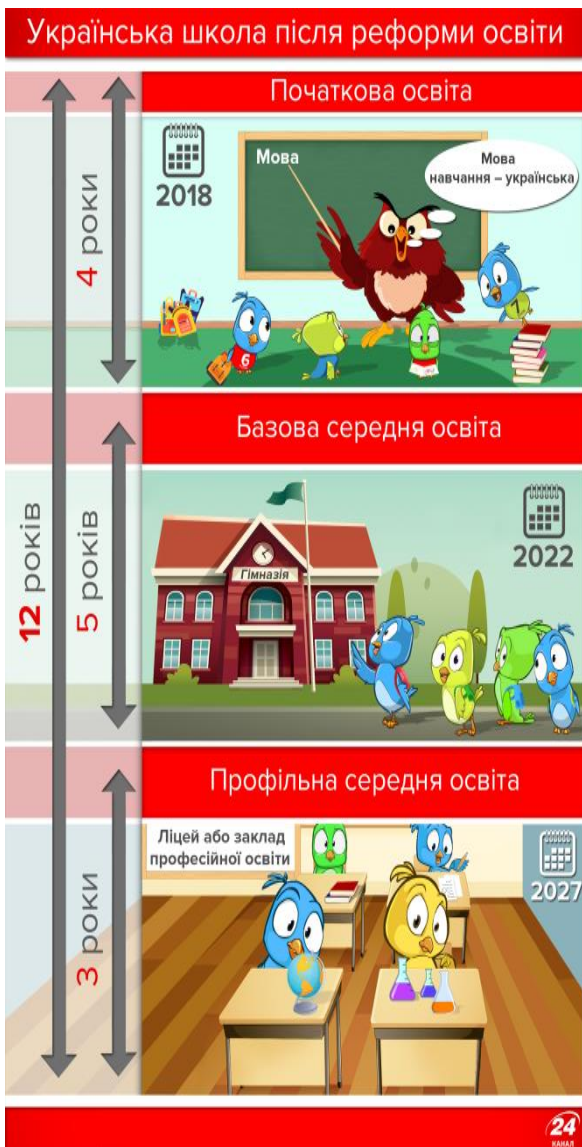 Українська школа після реформи освіти
Початкова освіта
4 роки
2018
Мова
Мова
навчання – українська
6
Базова середня освіта
12 років
5 років
2022
Гімназія
Профільна середня освіта
3 роки
Ліцей або заклад
професійної освіти
2027
24
КАНАЛ